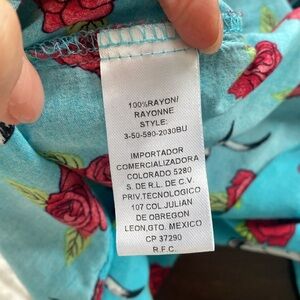 100%RAYON/
RAYONNE
STYLE:
3-50-590-2030BU
IMPORTADOR
COMERCIALIZADORA
COLORADO 5280
S. DE R.L. DE C.V.
PRIV.TECNOLOGICO
107 COL JULIAN
DE OBREGON
LEON,GTO. MEXICO
CP 37290
R.F.C.